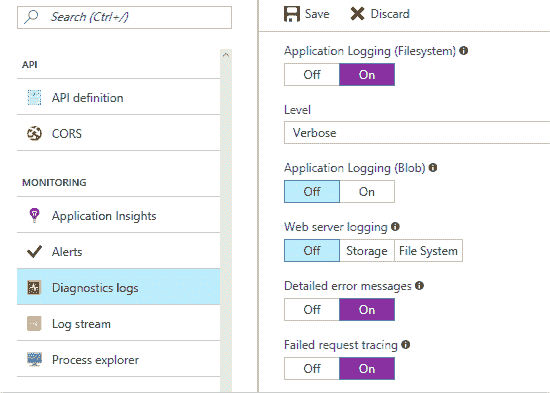 Search (Ctrl+/)
API
API definition
CORS
MONITORING
Application Insights
Alerts
Diagnostics logs
Log stream
Process explorer
Save Discard
Application Logging (Filesystem)
Off On
Level
Verbose
Application Logging (Blob)
Off On
Web server logging
Off Storage File System
Detailed error messages
Off On
Failed request tracing
Off On